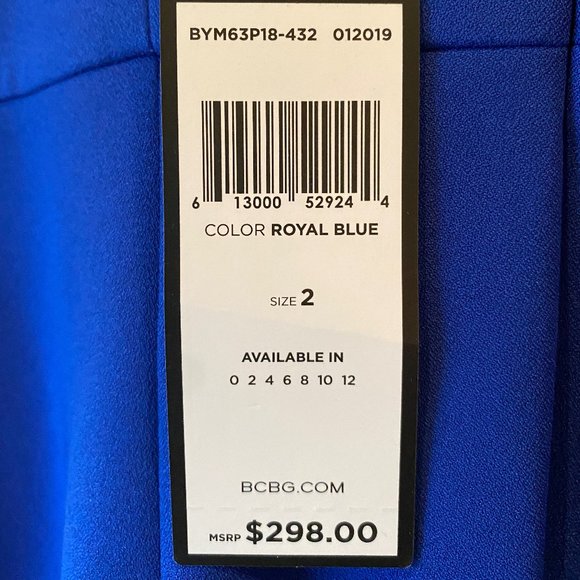 BYM63P18-432 012019
6 13000 52924 4
COLOR ROYAL BLUE
SIZE 2
AVAILABLE IN
0 2 4 6 8 10 12
BCBG.COM
MSRP $298.00